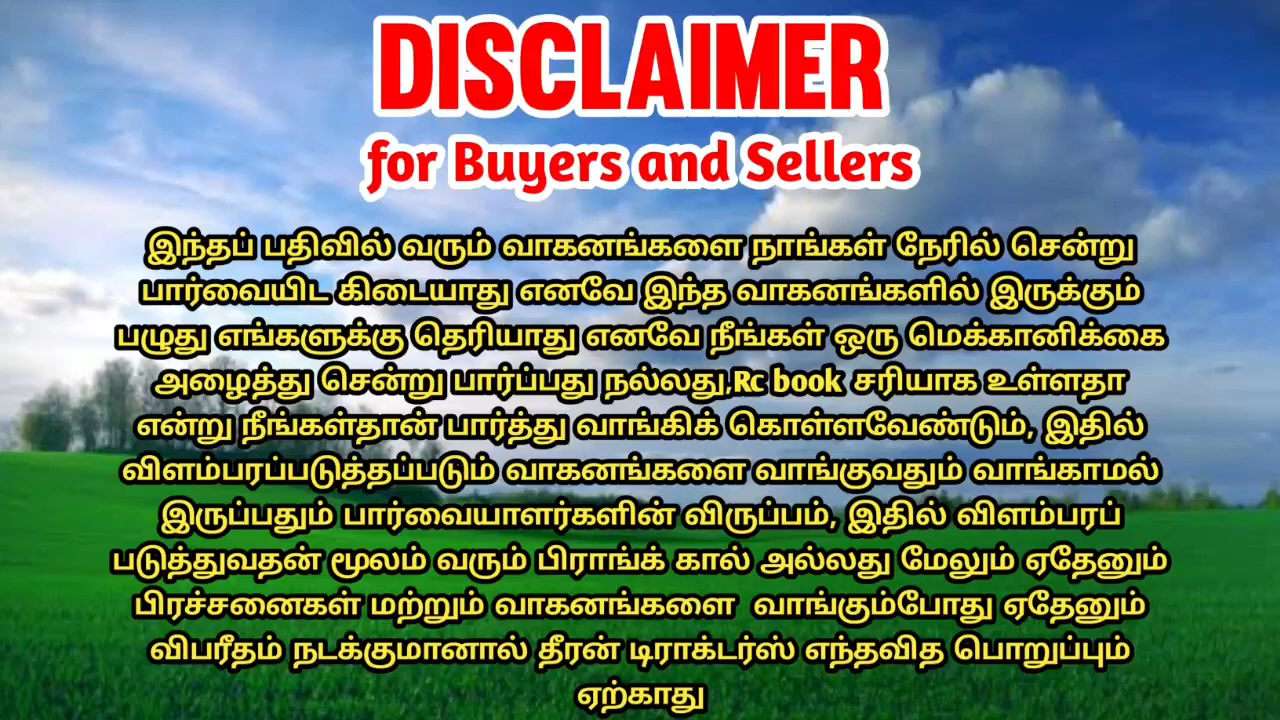 DISCLAIMER
for Buyers and Sellers
இந்தப் பதிவில் வரும் வாகனங்களை நாங்கள் நேரில் சென்று
பார்வையிட கிடையாது எனவே இந்த வாகனங்களில் இருக்கும்
பழுது எங்களுக்கு தெரியாது எனவே நீங்கள் ஒரு மெக்கானிக்கை
அழைத்து சென்று பார்ப்பது நல்லது,Rc book சரியாக உள்ளதா
என்று நீங்கள்தான் பார்த்து வாங்கிக் கொள்ளவேண்டும், இதில்
விளம்பரப்படுத்தப்படும் வாகனங்களை வாங்குவதும் வாங்காமல்
இருப்பதும் பார்வையாளர்களின் விருப்பம், இதில் விளம்பரப்
படுத்துவதன் மூலம் வரும் பிராங்க் கால் அல்லது மேலும் ஏதேனும்
பிரச்சனைகள் மற்றும் வாகனங்களை வாங்கும்போது ஏதேனும்
விபரீதம் நடக்குமானால் தீரன் டிராக்டர்ஸ் எந்தவித பொறுப்பும்
ஏற்காது